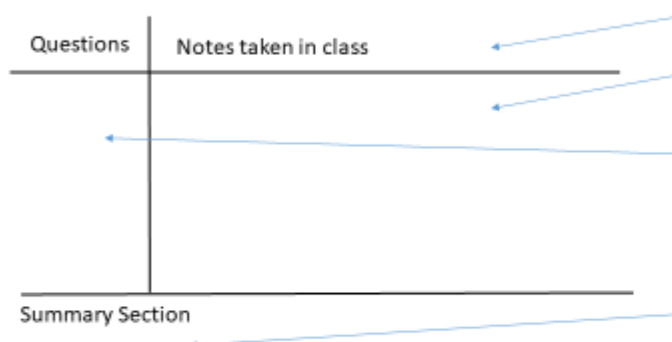 Questions
Notes taken in class
Summary Section